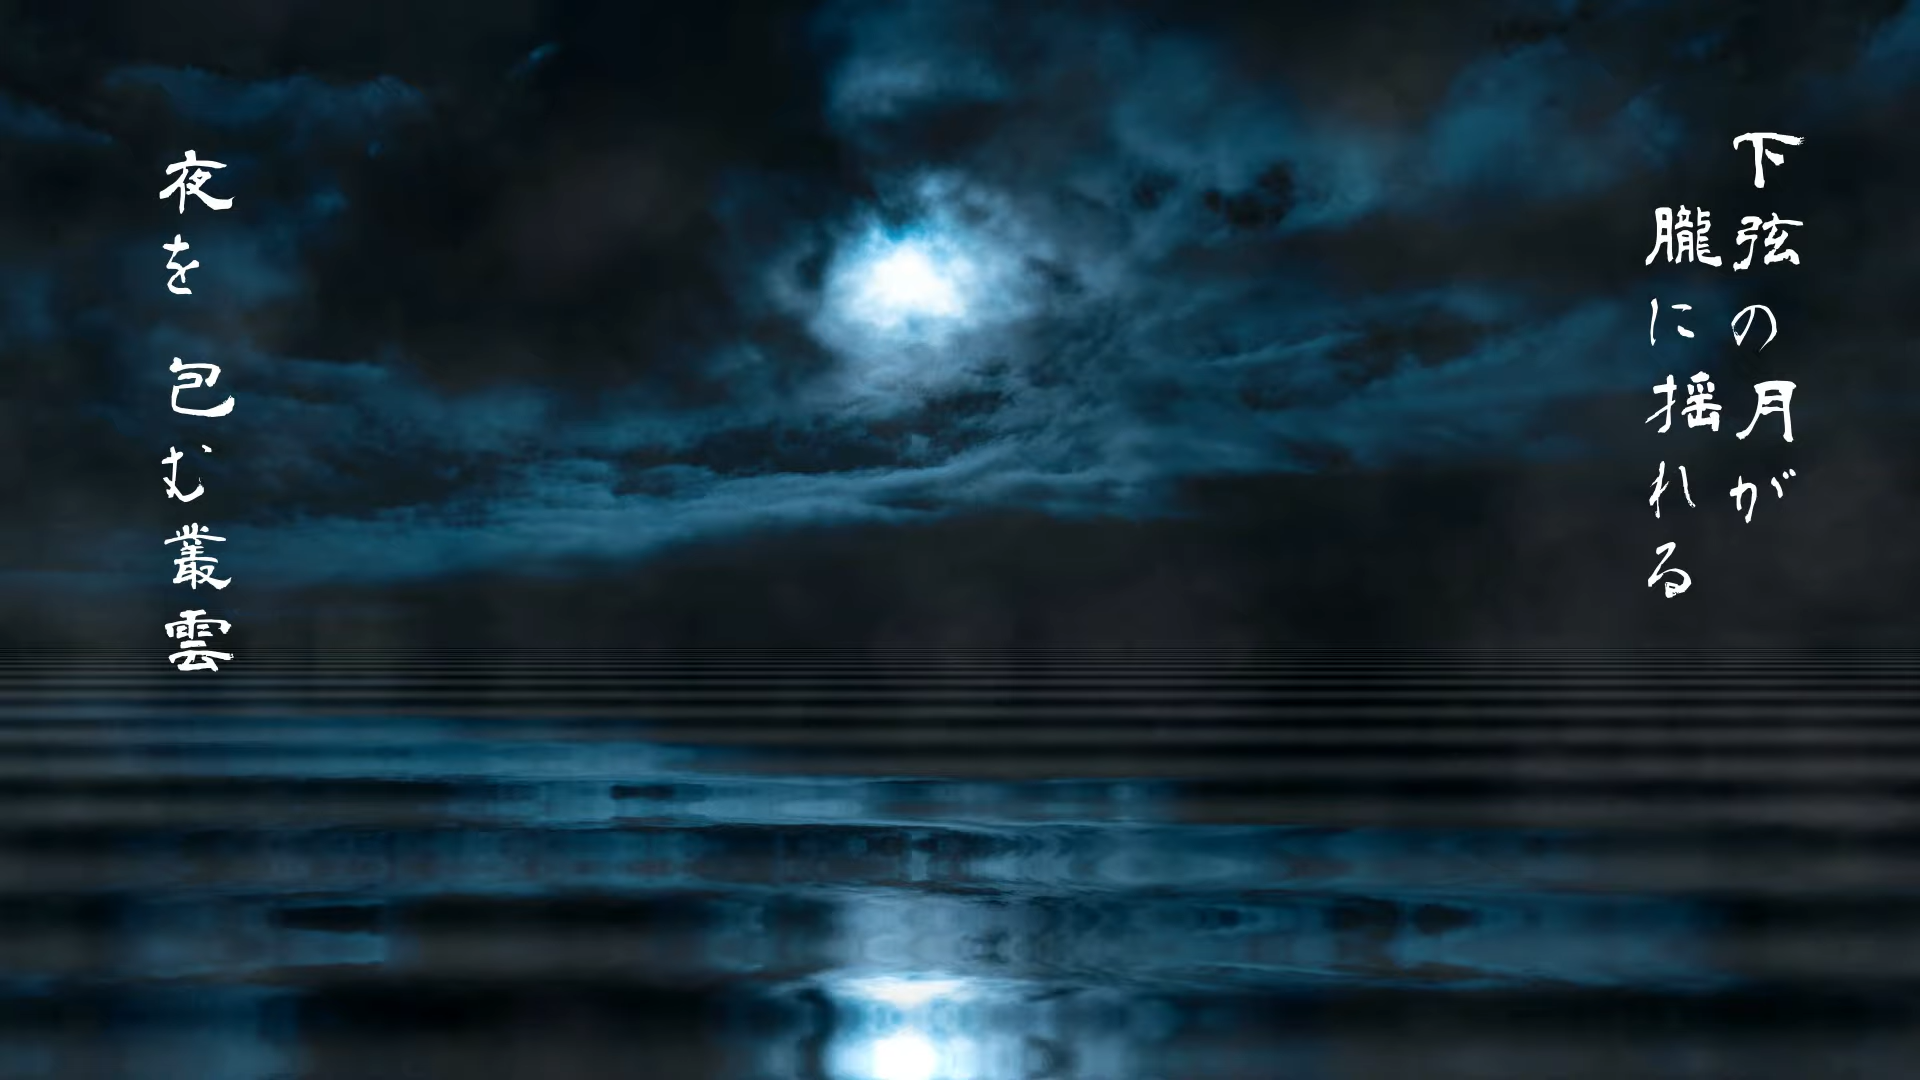 下弦の月が
朧に揺れる
夜を 包む叢雲